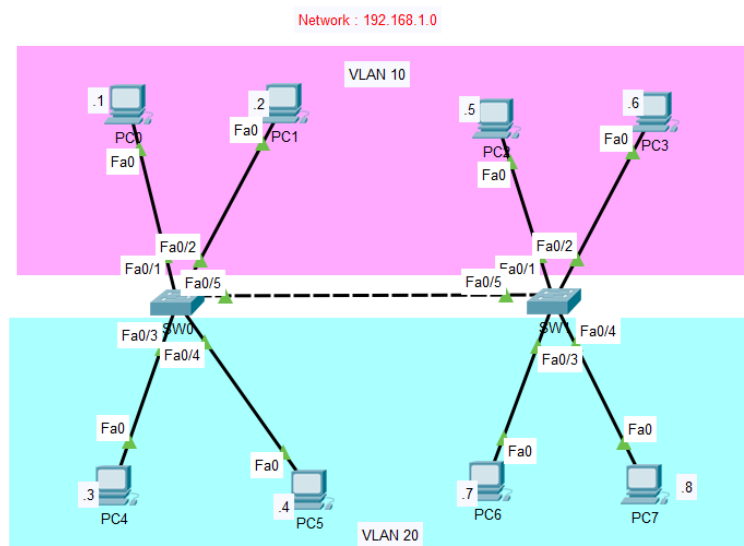 Network : 192.168.1.0
VLAN 10
.1
PC0
Fa0
.2
PC1
Fa0
.5
PC2
Fa0
.6
PC3
Fa0
Fa0/1
Fa0/2
Fa0/5
SW0
Fa0/3
Fa0/4
Fa0/5
Fa0/1
Fa0/2
SW1
Fa0/3
Fa0/4
Fa0
.3
PC4
Fa0
.4
PC5
Fa0
.7
PC6
Fa0
.8
PC7
VLAN 20